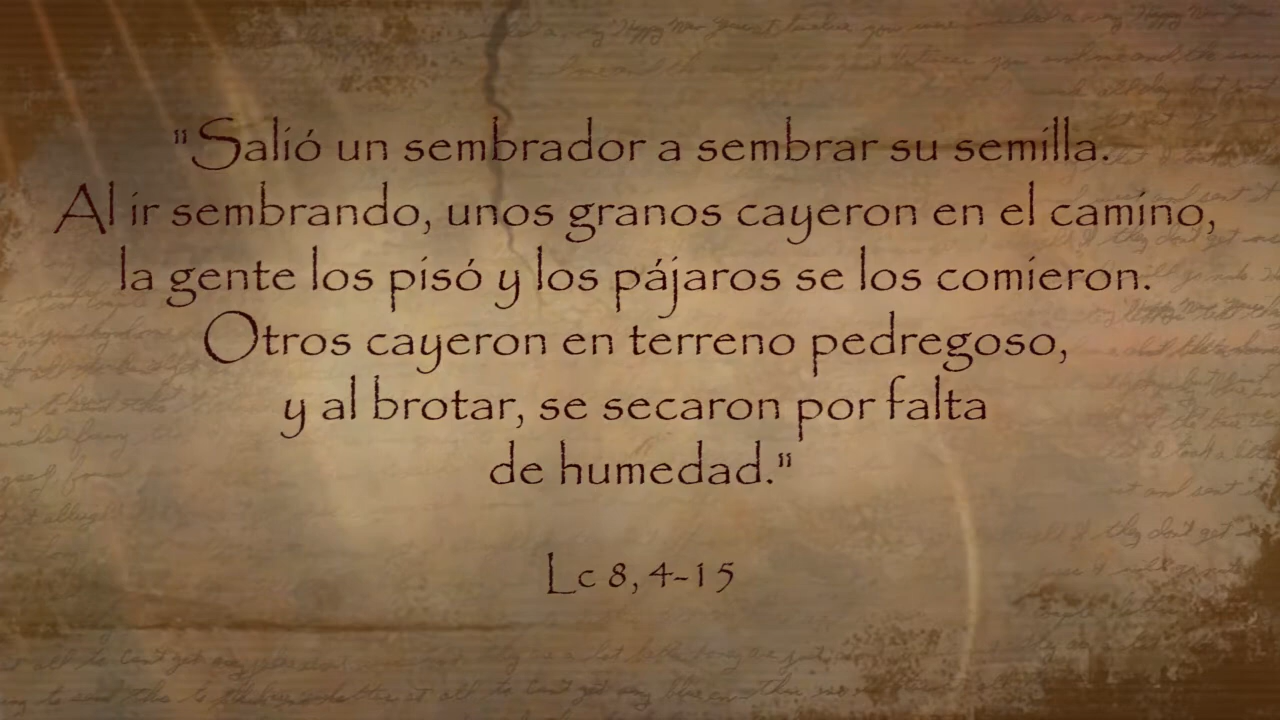 "Salió un sembrador a sembrar su semilla.
Al ir sembrando, unos granos cayeron en el camino,
la gente los pisó y los pájaros se los comieron.
Otros cayeron en terreno pedregoso,
y al brotar, se secaron por falta
de humedad."
Lc 8, 4-15